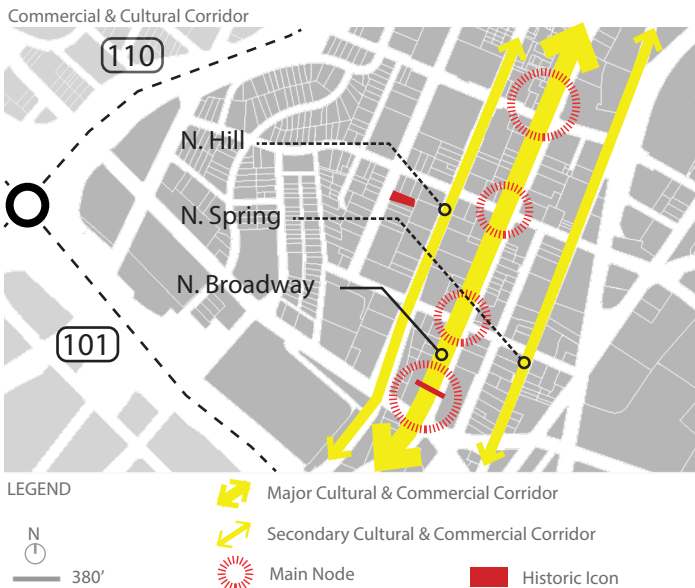 Commercial & Cultural Corridor
110
N. Hill
N. Spring
N. Broadway
101
LEGEND
Major Cultural & Commercial Corridor
Secondary Cultural & Commercial Corridor
N
380’
Main Node
Historic Icon